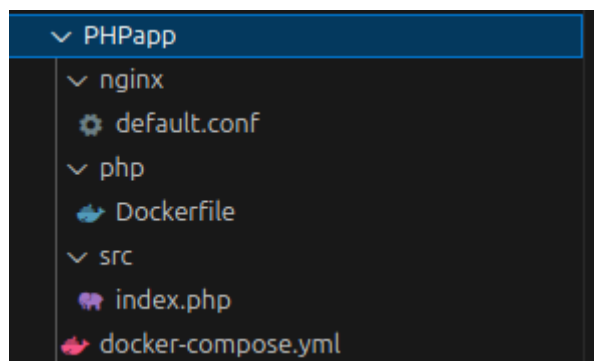 PHPapp
nginx
default.conf
php
Dockerfile
src
index.php
docker-compose.yml